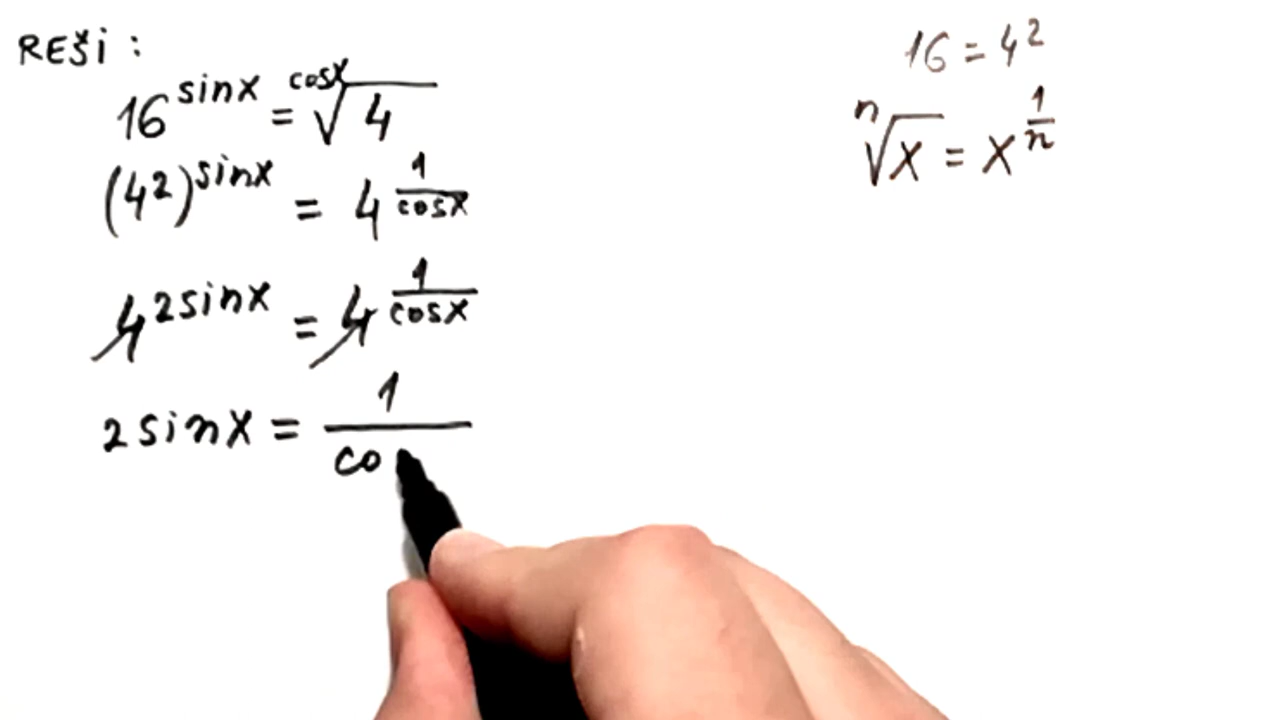 REŠi :
16^sinx = ^cosx√4
(4²)^sinx = 4^(1/cosx)
4^2sinx = 4^(1/cosx)
2sinx = 1/co
16 = 4²
ⁿ√x = x^(1/n)